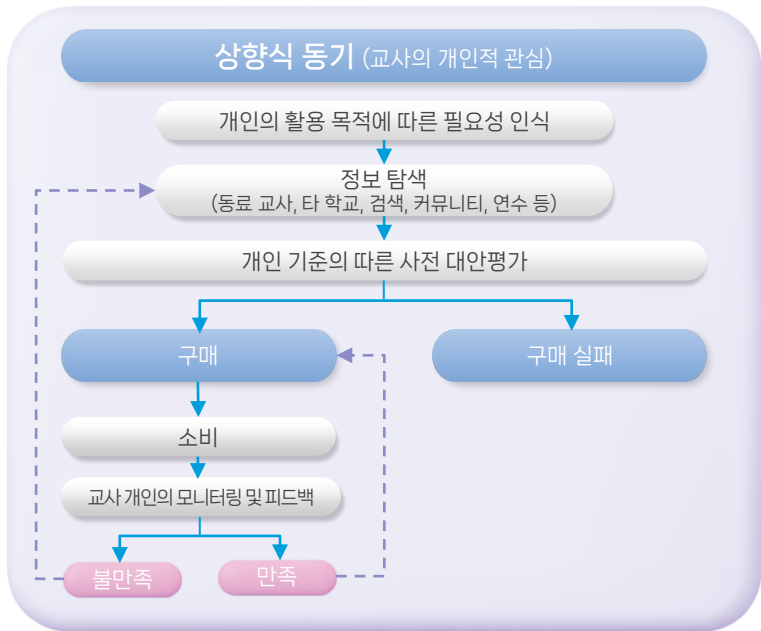 상향식 동기 (교사의 개인적 관심)
개인의 활용 목적에 따른 필요성 인식
정보 탐색
(동료 교사, 타 학교, 검색, 커뮤니티, 연수 등)
개인 기준의 따른 사전 대안평가
구매
구매 실패
소비
교사 개인의 모니터링 및 피드백
불만족
만족